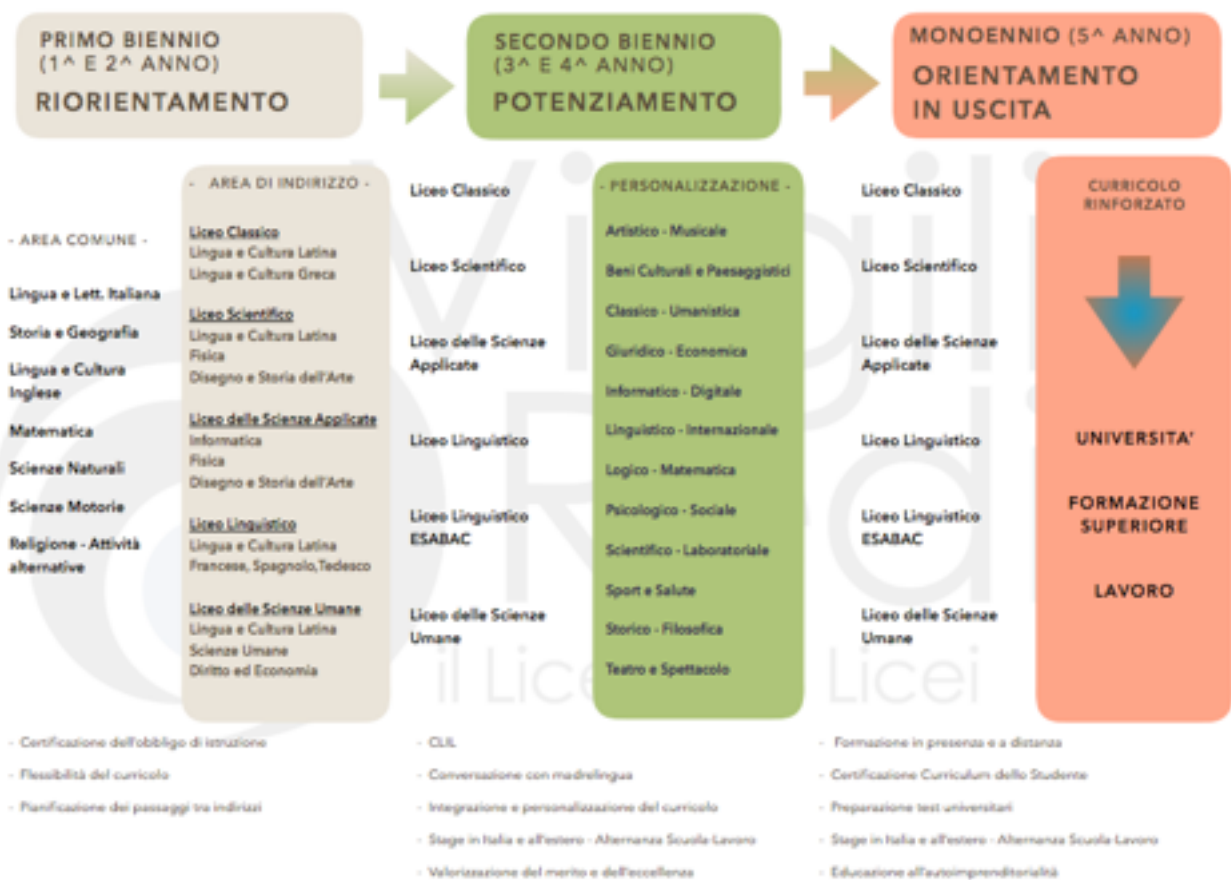 PRIMO BIENNIO
(1^ E 2^ ANNO)
RIORIENTAMENTO
SECONDO BIENNIO
(3^ E 4^ ANNO)
POTENZIAMENTO
MONOENNIO (5^ ANNO)
ORIENTAMENTO
IN USCITA
- AREA COMUNE -
Lingua e Lett. Italiana
Storia e Geografia
Lingua e Cultura
Inglese
Matematica
Scienze Naturali
Scienze Motorie
Religione - Attività
alternative
- AREA DI INDIRIZZO -
Liceo Classico
Lingua e Cultura Latina
Lingua e Cultura Greca
Liceo Scientifico
Lingua e Cultura Latina
Fisica
Disegno e Storia dell'Arte
Liceo delle Scienze Applicate
Informatica
Fisica
Disegno e Storia dell'Arte
Liceo Linguistico
Lingua e Cultura Latina
Francese, Spagnolo,Tedesco
Liceo delle Scienze Umane
Lingua e Cultura Latina
Scienze Umane
Diritto ed Economia
Liceo Classico
Liceo Scientifico
Liceo delle Scienze
Applicate
Liceo Linguistico
Liceo Linguistico
ESABAC
Liceo delle Scienze
Umane
- PERSONALIZZAZIONE -
Artistico - Musicale
Beni Culturali e Paesaggistici
Classico - Umanistica
Giuridico - Economica
Informatico - Digitale
Linguistico - Internazionale
Logico - Matematica
Psicologico - Sociale
Scientifico - Laboratoriale
Sport e Salute
Storico - Filosofica
Teatro e Spettacolo
Liceo Classico
Liceo Scientifico
Liceo delle Scienze
Applicate
Liceo Linguistico
Liceo Linguistico
ESABAC
Liceo delle Scienze
Umane
CURRICOLO
RINFORZATO
UNIVERSITA'
FORMAZIONE
SUPERIORE
LAVORO
- Certificazione dell'obbligo di istruzione
- Flessibilità del curricolo
- Pianificazione dei passaggi tra indirizzi
- CLIL
- Conversazione con madrelingua
- Integrazione e personalizzazione del curricolo
- Stage in Italia e all'estero - Alternanza Scuola-Lavoro
- Valorizzazione del merito e dell'eccellenza
- Formazione in presenza e a distanza
- Certificazione Curriculum dello Studente
- Preparazione test universitari
- Stage in Italia e all'estero - Alternanza Scuola-Lavoro
- Educazione all'autoimprenditorialità